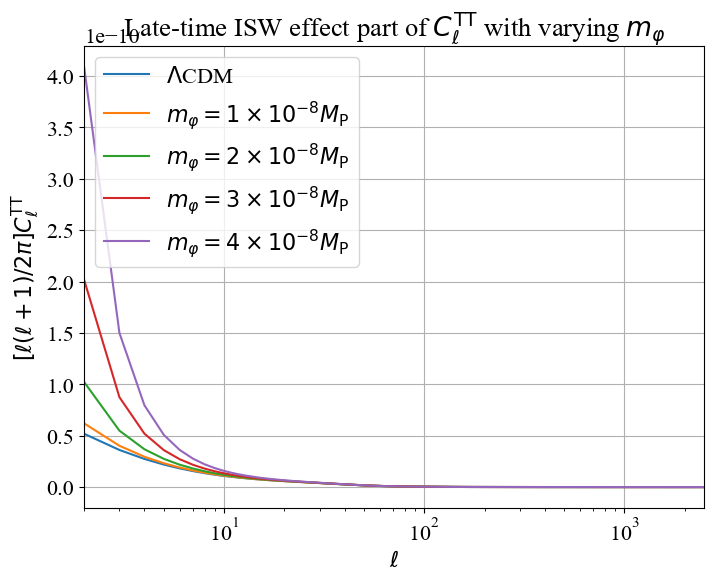 Late-time ISW effect part of $C_\ell^{\mathrm{TT}}$ with varying $m_\varphi$
1e−10
ΛCDM
$m_\varphi = 1 \times 10^{-8} M_{\mathrm{P}}$
$m_\varphi = 2 \times 10^{-8} M_{\mathrm{P}}$
$m_\varphi = 3 \times 10^{-8} M_{\mathrm{P}}$
$m_\varphi = 4 \times 10^{-8} M_{\mathrm{P}}$
$[\ell(\ell+1)/2\pi]C_\ell^{\mathrm{TT}}$
4.0
3.5
3.0
2.5
2.0
1.5
1.0
0.5
0.0
$10^1$ $10^2$ $10^3$
$\ell$